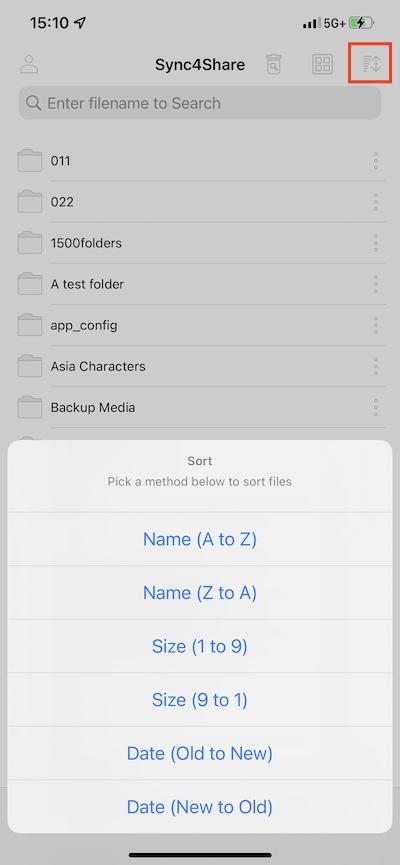 15:10 5G+
Sync4Share
Enter filename to Search
011
022
1500folders
A test folder
app_config
Asia Characters
Backup Media
Sort
Pick a method below to sort files
Name (A to Z)
Name (Z to A)
Size (1 to 9)
Size (9 to 1)
Date (Old to New)
Date (New to Old)